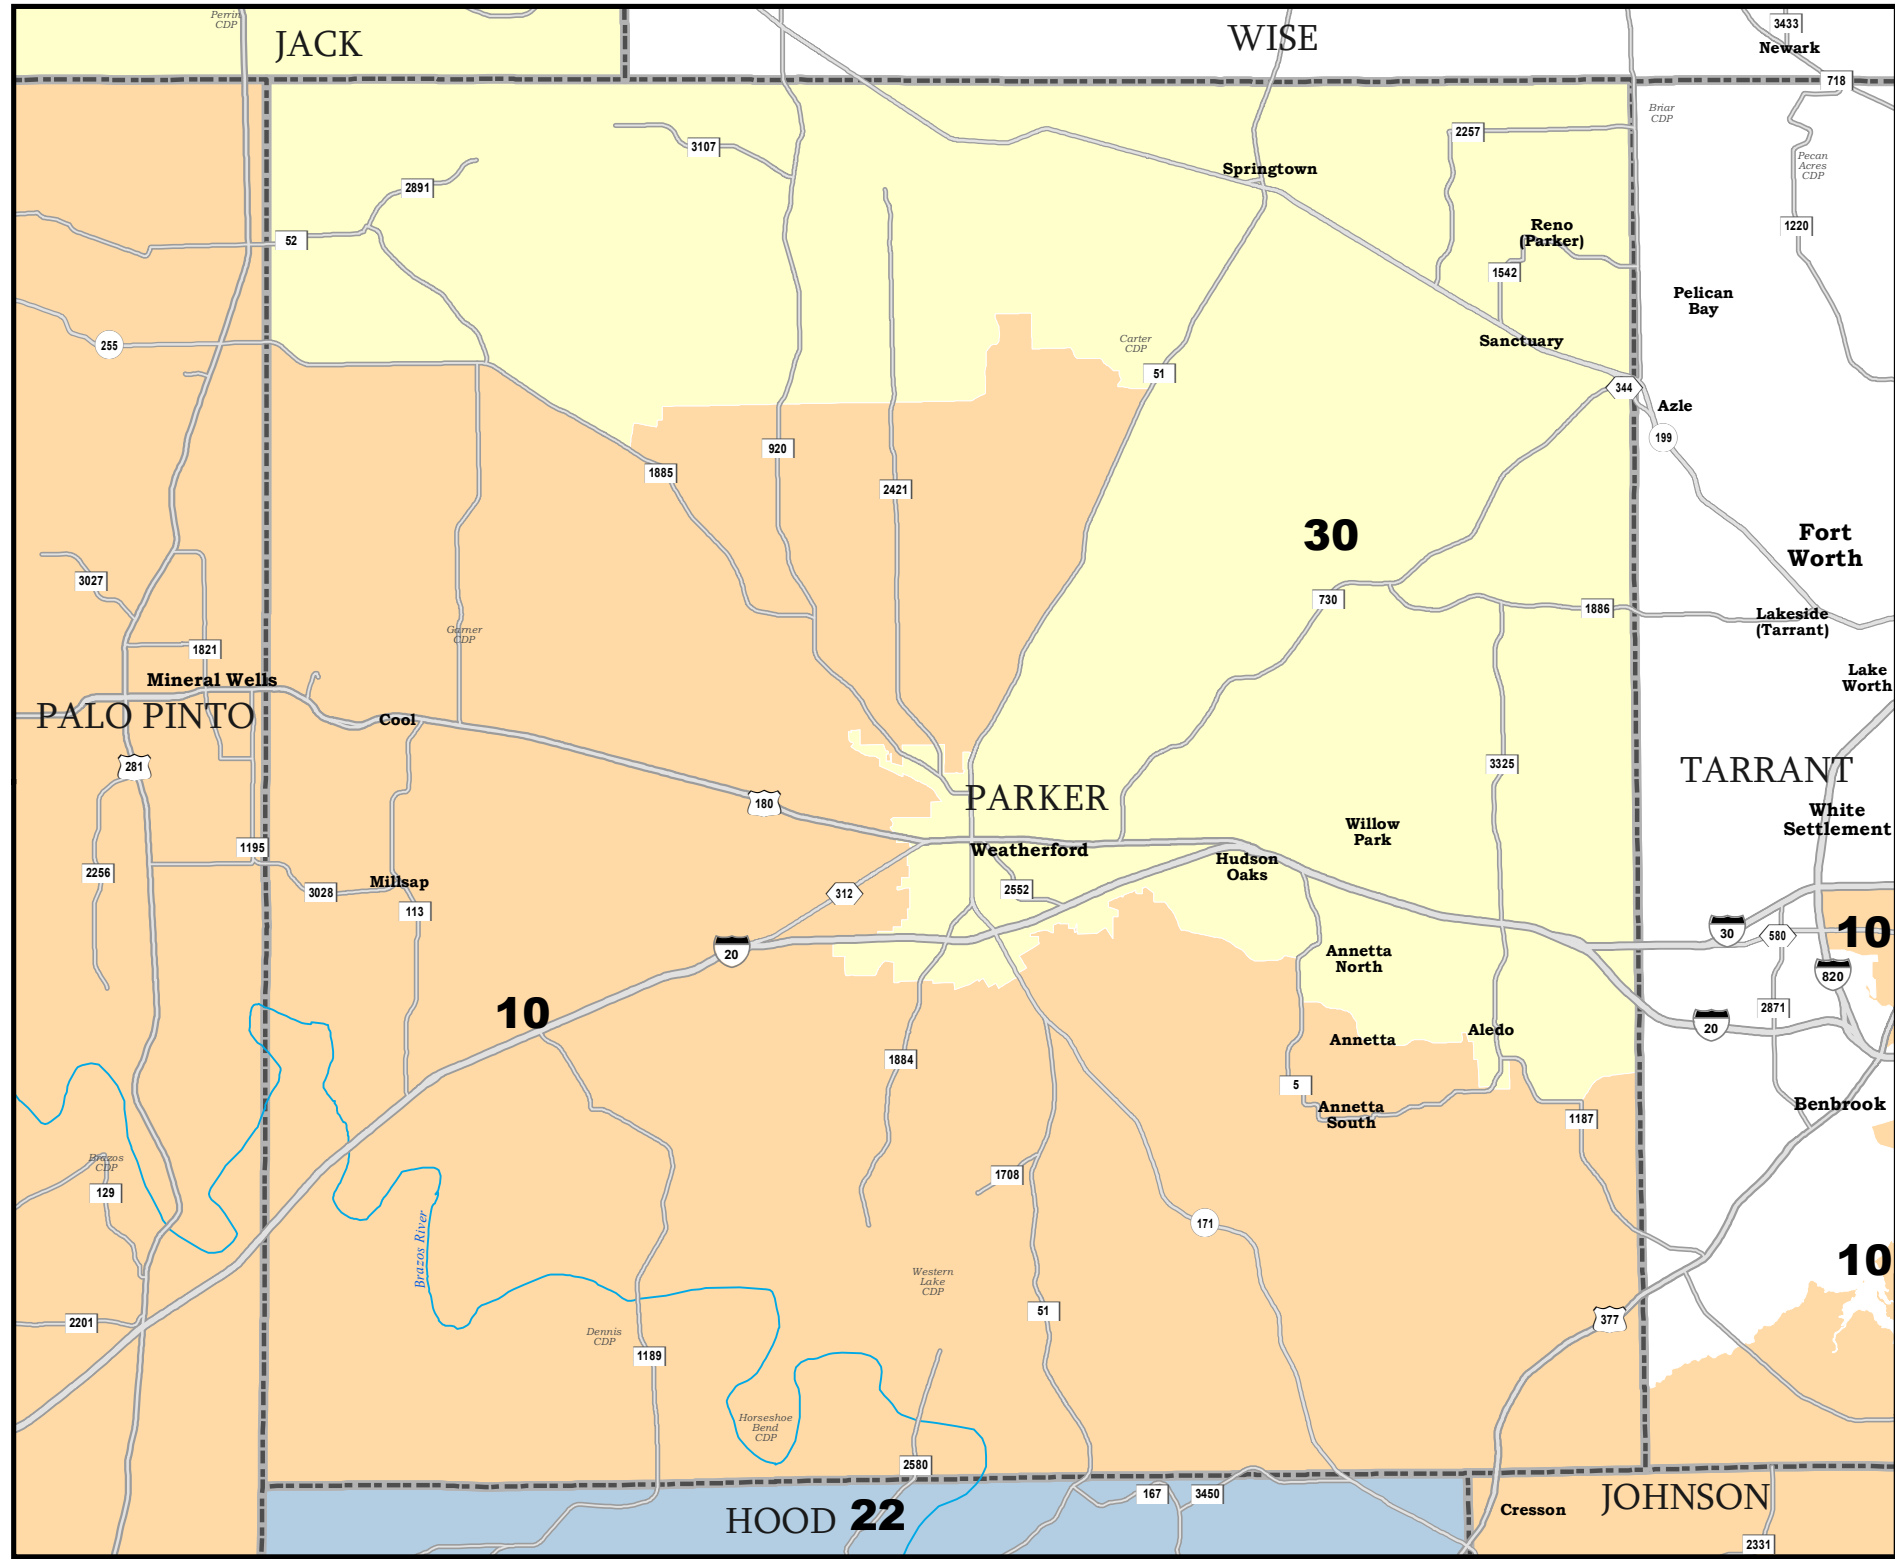 Perrin
CDP
JACK
WISE
3433
Newark
718
Briar
CDP
2257
3107
Pecan
Acres
CDP
Springtown
2891
1220
Reno
(Parker)
52
1542
Pelican
Bay
255
Carter
CDP
Sanctuary
51
344
Azle
199
920
1885
2421
30
Fort
Worth
3027
730
1886
Lakeside
(Tarrant)
Garner
CDP
1821
Mineral Wells
Lake
Worth
PALO PINTO
Cool
281
3325
TARRANT
180
PARKER
White
Settlement
Willow
Park
1195
Weatherford
Hudson
Oaks
2256
3028
Millsap
312
2552
113
30
580
10
20
Annetta
North
820
10
2871
20
Aledo
Annetta
1884
5
Annetta
South
Benbrook
1187
Brazos
CDP
129
1708
171
Brazos River
10
Western
Lake
CDP
51
377
2201
Dennis
CDP
1189
Horseshoe
Bend
CDP
2580
167
3450
HOOD 22
Cresson
JOHNSON
2331